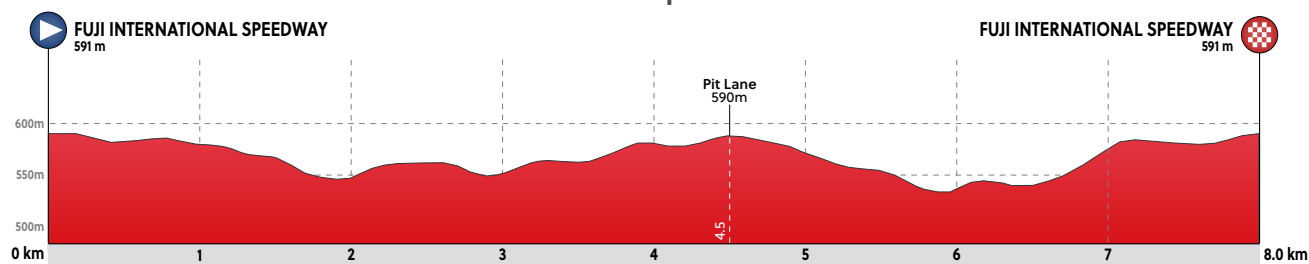 FUJI INTERNATIONAL SPEEDWAY
591 m
FUJI INTERNATIONAL SPEEDWAY
591 m
Pit Lane
590m
600m
550m
500m
4.5
0 km
1
2
3
4
5
6
7
8.0 km